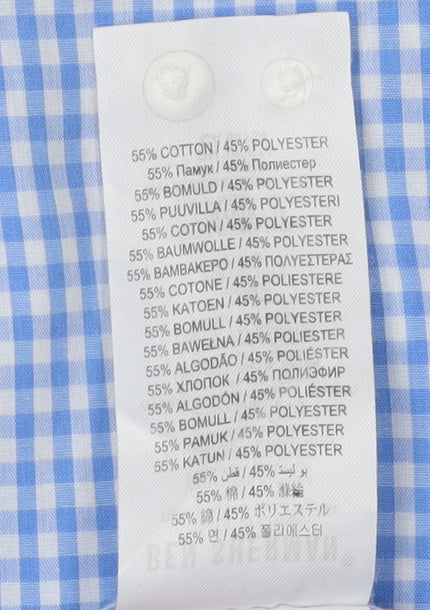 55% COTTON / 45% POLYESTER
55% Памук / 45% Полиестер
55% BOMULD / 45% POLYESTER
55% PUUVILLA / 45% POLYESTERI
55% COTON / 45% POLYESTER
55% BAUMWOLLE / 45% POLYESTER
55% ΒΑΜΒΑΚΕΡΟ / 45% ΠΟΛΥΕΣΤΕΡΑΣ
55% COTONE / 45% POLIESTERE
55% KATOEN / 45% POLYESTER
55% BOMULL / 45% POLYESTER
55% BAWEŁNA / 45% POLIESTER
55% ALGODÃO / 45% POLIÉSTER
55% ХЛОПОК / 45% ПОЛИЭФИР
55% ALGODÓN / 45% POLIÉSTER
55% BOMULL / 45% POLYESTER
55% PAMUK / 45% POLYESTER
55% KATUN / 45% POLYESTER
55% قطن / 45% بو ليستة
55% 棉 / 45%
55% 綿 / 45% ポリエステル
55% 면 / 45% 폴리에스터